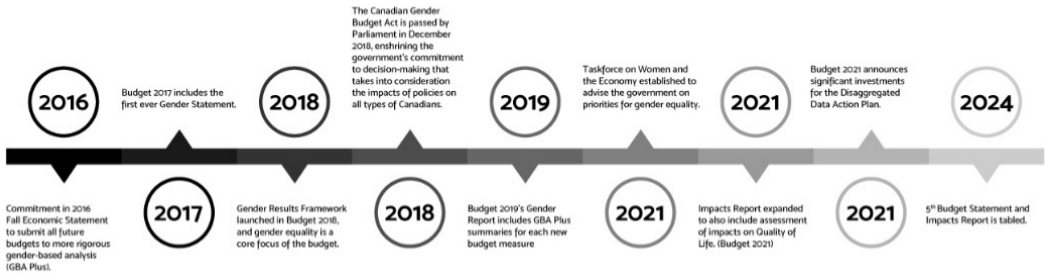 2016
Commitment in 2016
Fall Economic Statement
to submit all future
budgets to more rigorous
gender-based analysis
(GBA Plus).
Budget 2017 includes the
first ever Gender Statement.
2017
2018
Gender Results Framework
launched in Budget 2018,
and gender equality is a
core focus of the budget.
The Canadian Gender
Budget Act is passed by
Parliament in December
2018, enshrining the
government's commitment
to decision-making that
takes into consideration
the impacts of policies on
all types of Canadians.
2018
2019
Budget 2019's Gender
Report includes GBA Plus
summaries for each new
budget measure
Taskforce on Women and
the Economy established to
advise the government on
priorities for gender equality.
2021
2021
Impacts Report expanded
to also include assessment
of impacts on Quality of
Life. (Budget 2021)
Budget 2021 announces
significant investments
for the Disaggregated
Data Action Plan.
2021
2024
5th Budget Statement and
Impacts Report is tabled.